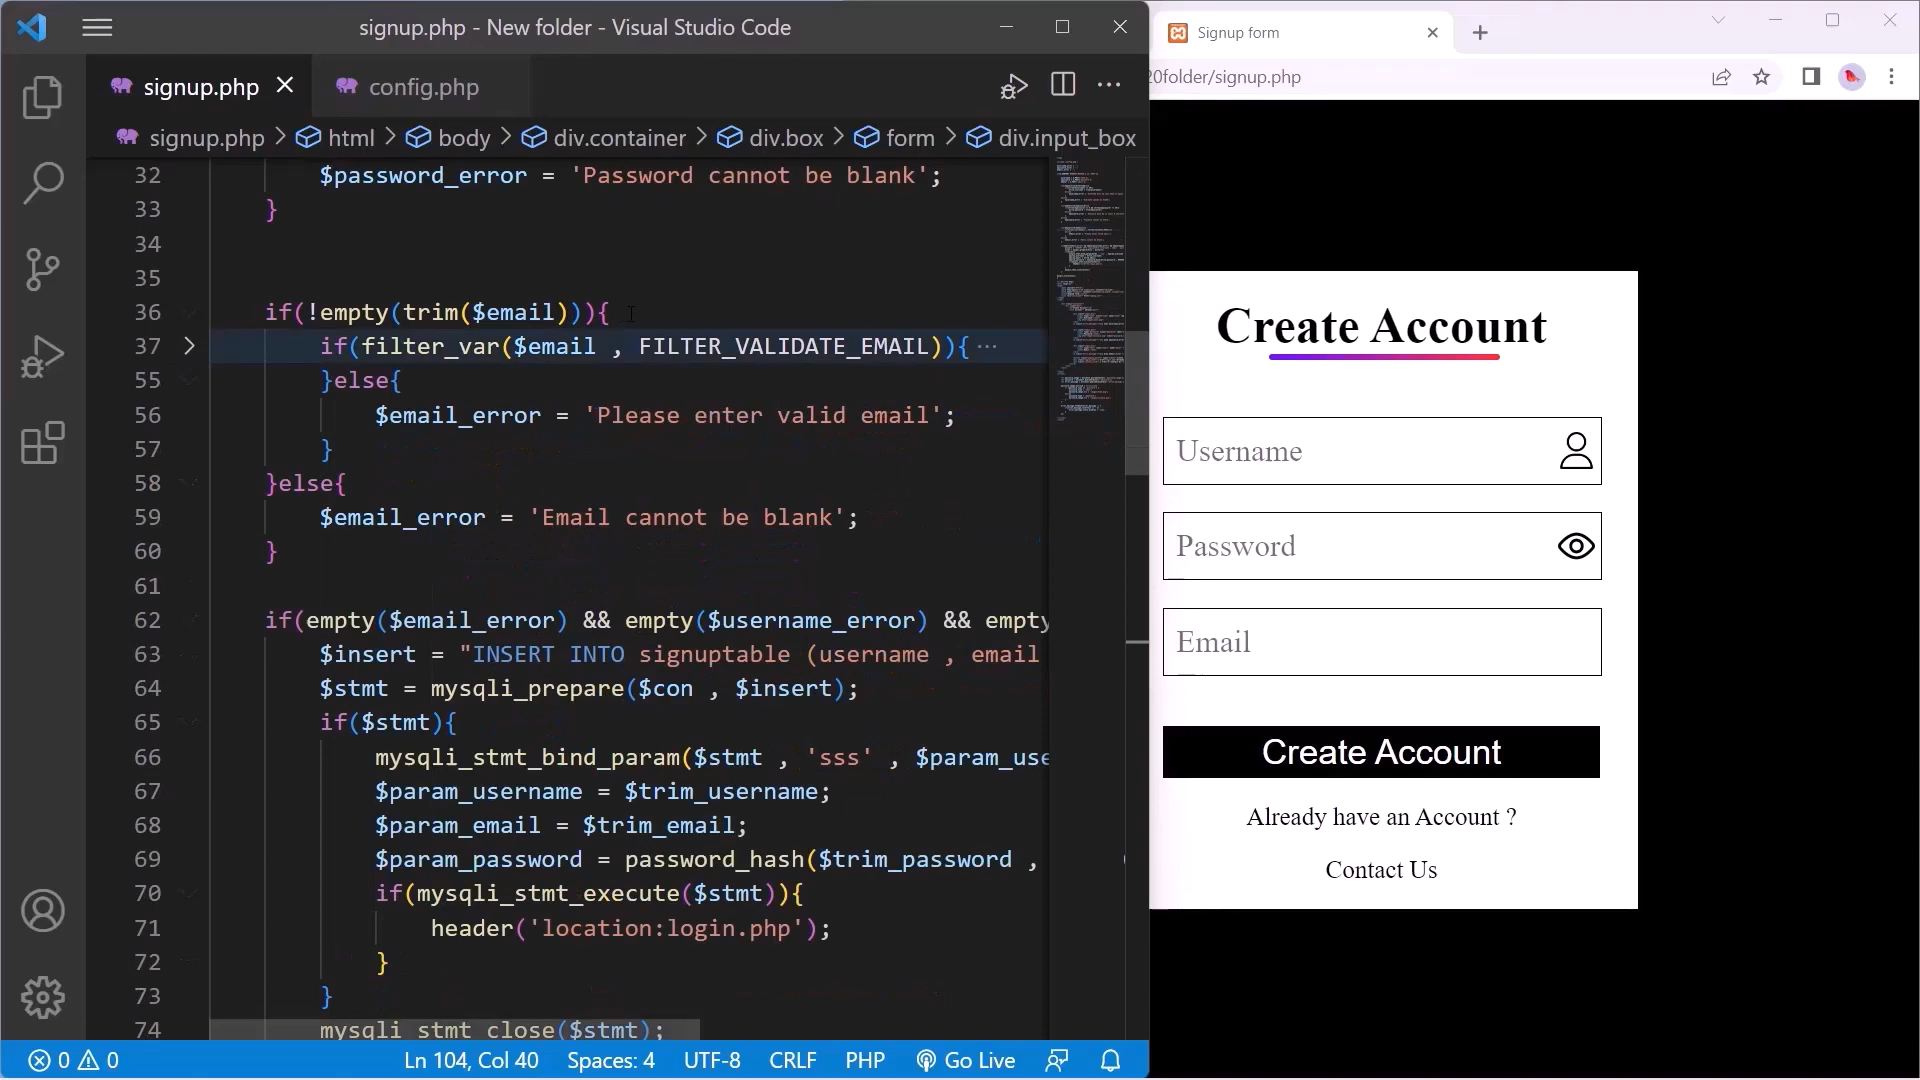 signup.php - New folder - Visual Studio Code
signup.php
config.php
signup.php > html > body > div.container > div.box > form > div.input_box
32 $password_error = 'Password cannot be blank';
33 }
34
35
36 if(!empty(trim($email))){
37 if(filter_var($email , FILTER_VALIDATE_EMAIL)){ ···
55 }else{
56 $email_error = 'Please enter valid email';
57 }
58 }else{
59 $email_error = 'Email cannot be blank';
60 }
61
62 if(empty($email_error) && empty($username_error) && empty
63 $insert = "INSERT INTO signuptable (username , email
64 $stmt = mysqli_prepare($con , $insert);
65 if($stmt){
66 mysqli_stmt_bind_param($stmt , 'sss' , $param_use
67 $param_username = $trim_username;
68 $param_email = $trim_email;
69 $param_password = password_hash($trim_password ,
70 if(mysqli_stmt_execute($stmt)){
71 header('location:login.php');
72 }
73 }
74 mysqli_stmt_close($stmt);
0 0
Ln 104, Col 40 Spaces: 4 UTF-8 CRLF PHP Go Live
Signup form
20folder/signup.php
Create Account
Username
Password
Email
Create Account
Already have an Account ?
Contact Us